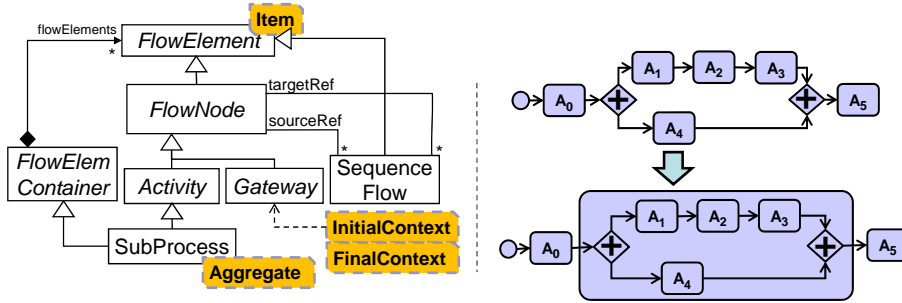 Item
flowElements
*
FlowElement
targetRef
FlowNode
sourceRef
*
*
FlowElem
Container
Activity
Gateway
Sequence
Flow
SubProcess
InitialContext
FinalContext
Aggregate
A1
A2
A3
A0
A5
A4
A1
A2
A3
A0
A5
A4